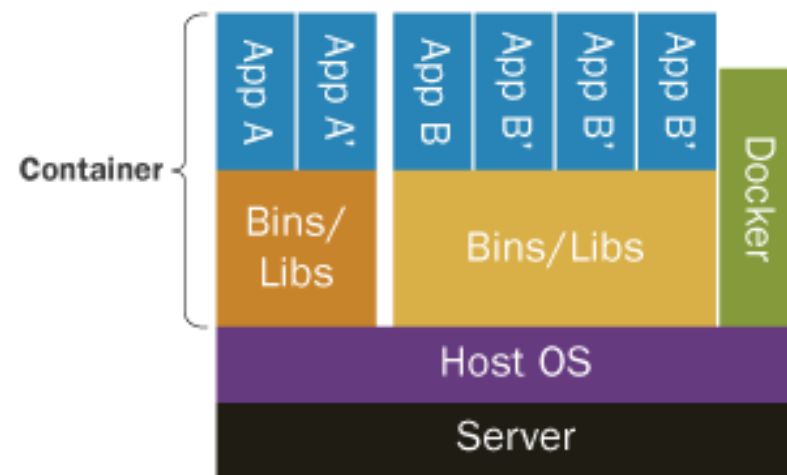 App A
App A'
App B
App B'
App B'
App B'
Container
Docker
Bins/
Libs
Bins/Libs
Host OS
Server